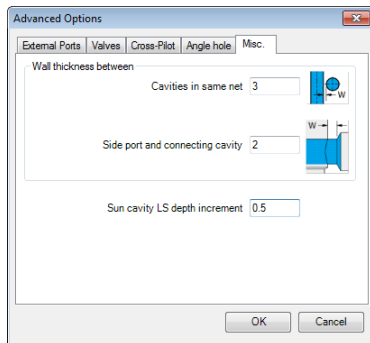 Advanced Options
External Ports Valves Cross-Pilot Angle hole Misc.
Wall thickness between
Cavities in same net 3
W
W
Side port and connecting cavity 2
Sun cavity LS depth increment 0.5
OK Cancel